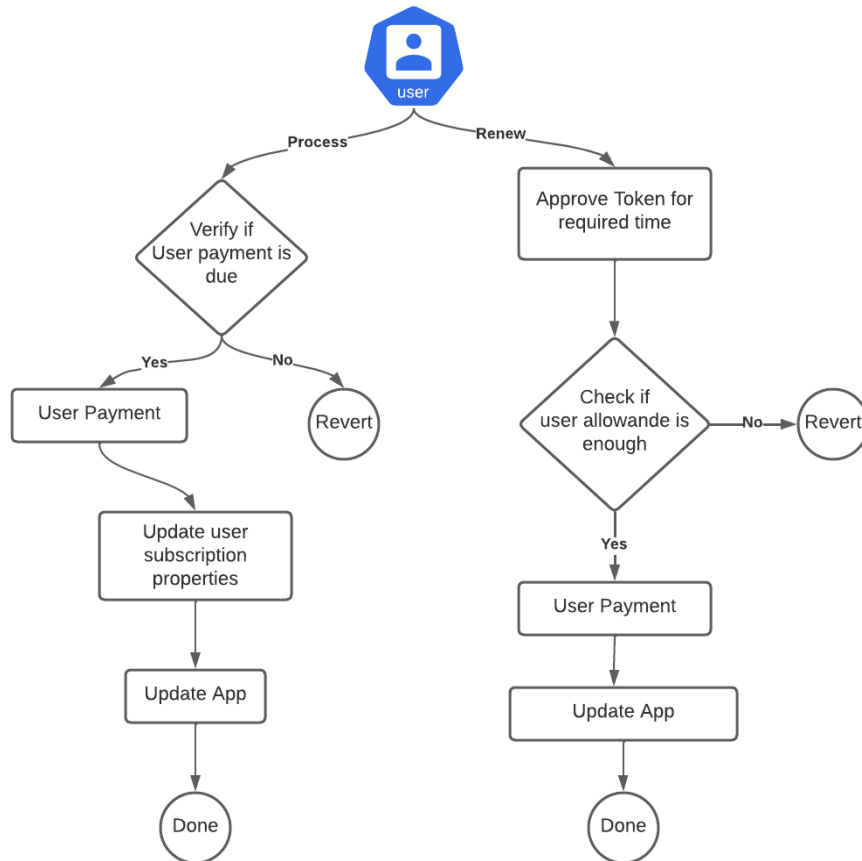 user
Process
Renew
Verify if
User payment is
due
Approve Token for
required time
Yes
No
User Payment
Revert
Check if
user allowande is
enough
No
Revert
Update user
subscription
properties
Yes
User Payment
Update App
Update App
Done
Done